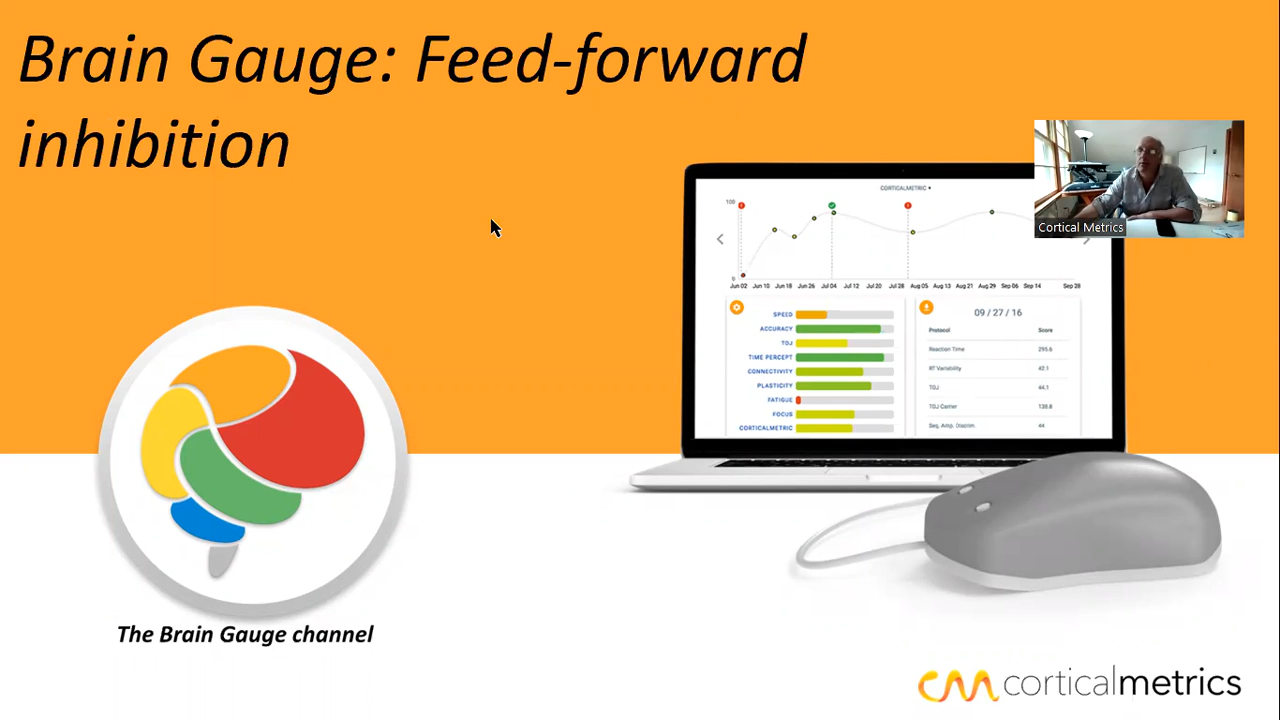 Brain Gauge: Feed-forward
inhibition
Cortical Metrics
CORTICALMETRIC
100
0
Jun 02 Jun 10 Jun 18 Jun 26 Jul 04 Jul 12 Jul 20 Jul 28 Aug 05 Aug 13 Aug 21 Aug 29 Sep 06 Sep 14 Sep 28
SPEED
ACCURACY
TOJ
TIME PERCEPT
CONNECTIVITY
PLASTICITY
FATIGUE
FOCUS
CORTICALMETRIC
09 / 27 / 16
Protocol Score
Reaction Time 295.6
RT Variability 42.1
TOJ 44.1
TOJ Carrier 138.8
Seq. Amp. Discrim. 44
The Brain Gauge channel
corticalmetrics